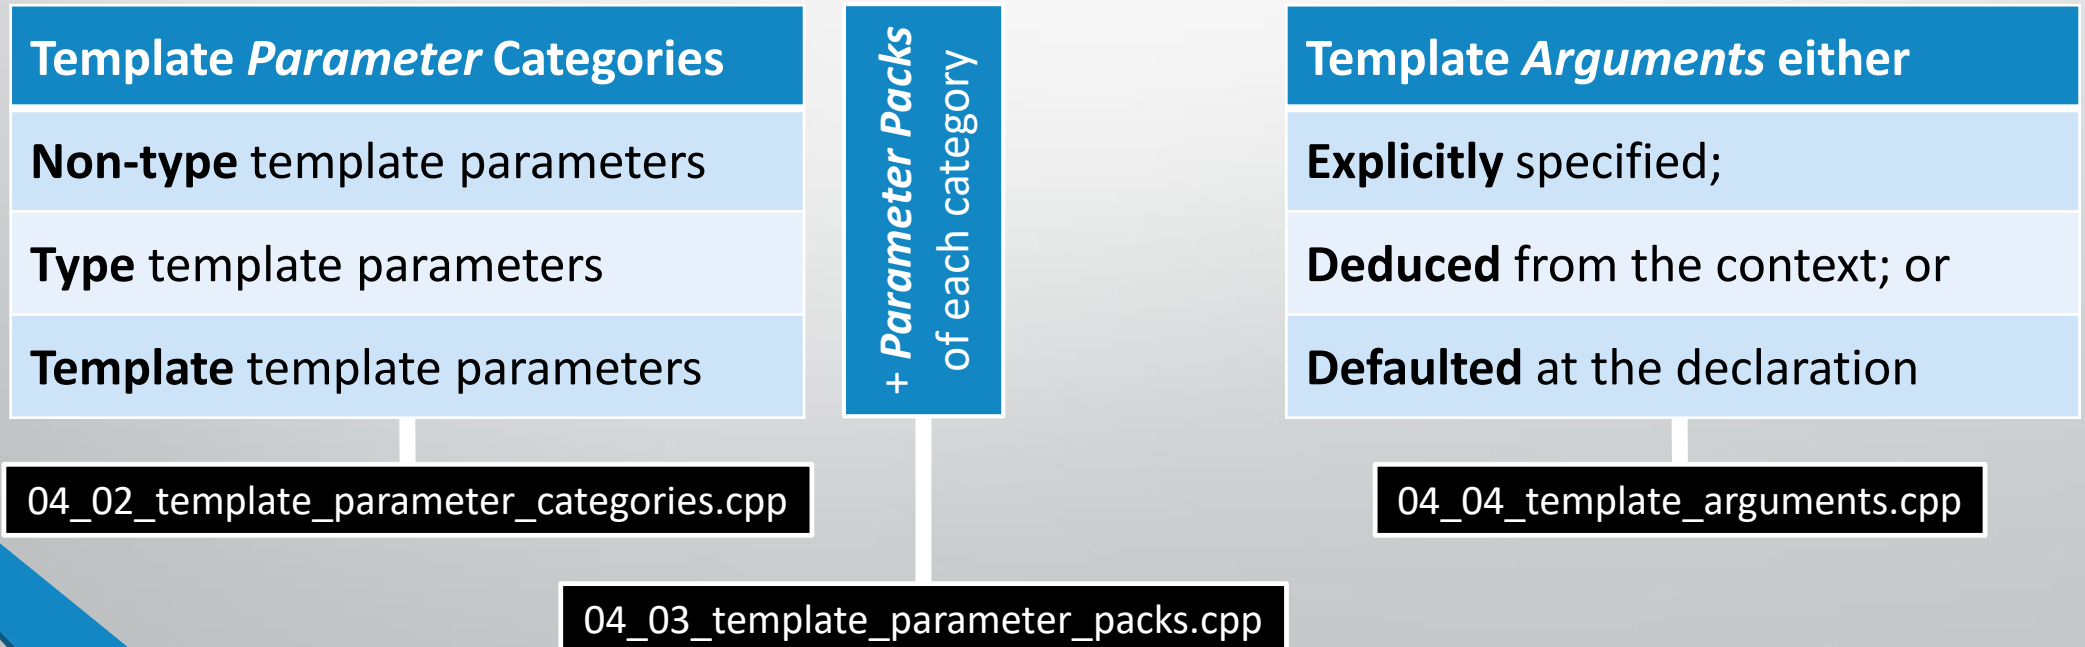 Template Parameter Categories
Non-type template parameters
Type template parameters
Template template parameters
04_02_template_parameter_categories.cpp
+ Parameter Packs
of each category
04_03_template_parameter_packs.cpp
Template Arguments either
Explicitly specified;
Deduced from the context; or
Defaulted at the declaration
04_04_template_arguments.cpp